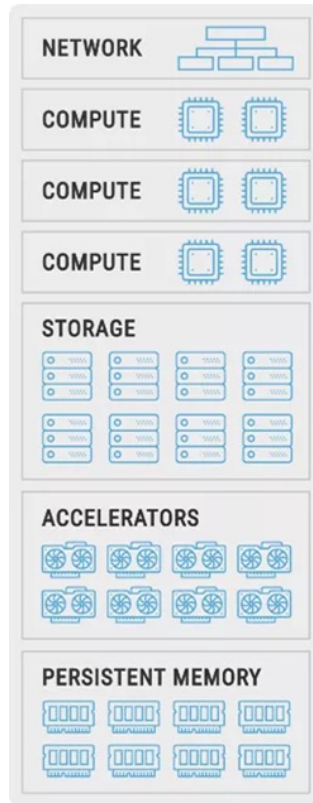 NETWORK
COMPUTE
COMPUTE
COMPUTE
STORAGE
ACCELERATORS
PERSISTENT MEMORY